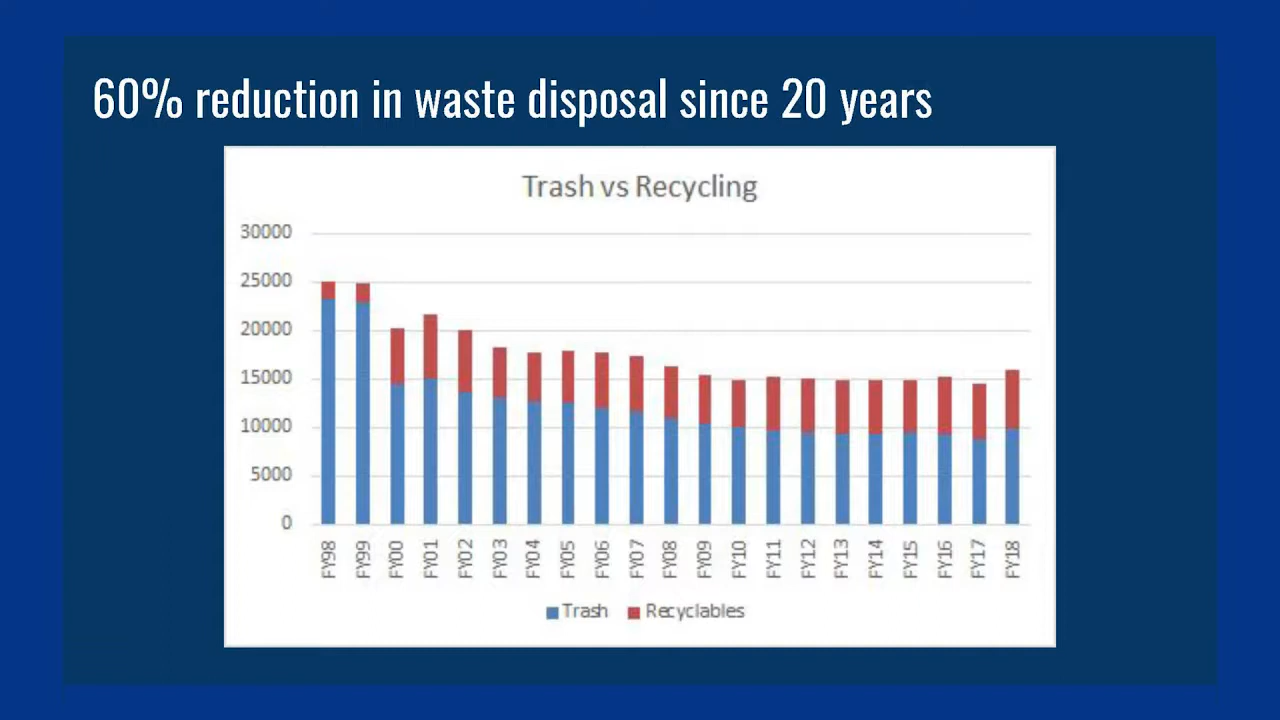 60% reduction in waste disposal since 20 years
Trash vs Recycling
30000
25000
20000
15000
10000
5000
0
FY98 FY99 FY00 FY01 FY02 FY03 FY04 FY05 FY06 FY07 FY08 FY09 FY10 FY11 FY12 FY13 FY14 FY15 FY16 FY17 FY18
Trash Recyclables